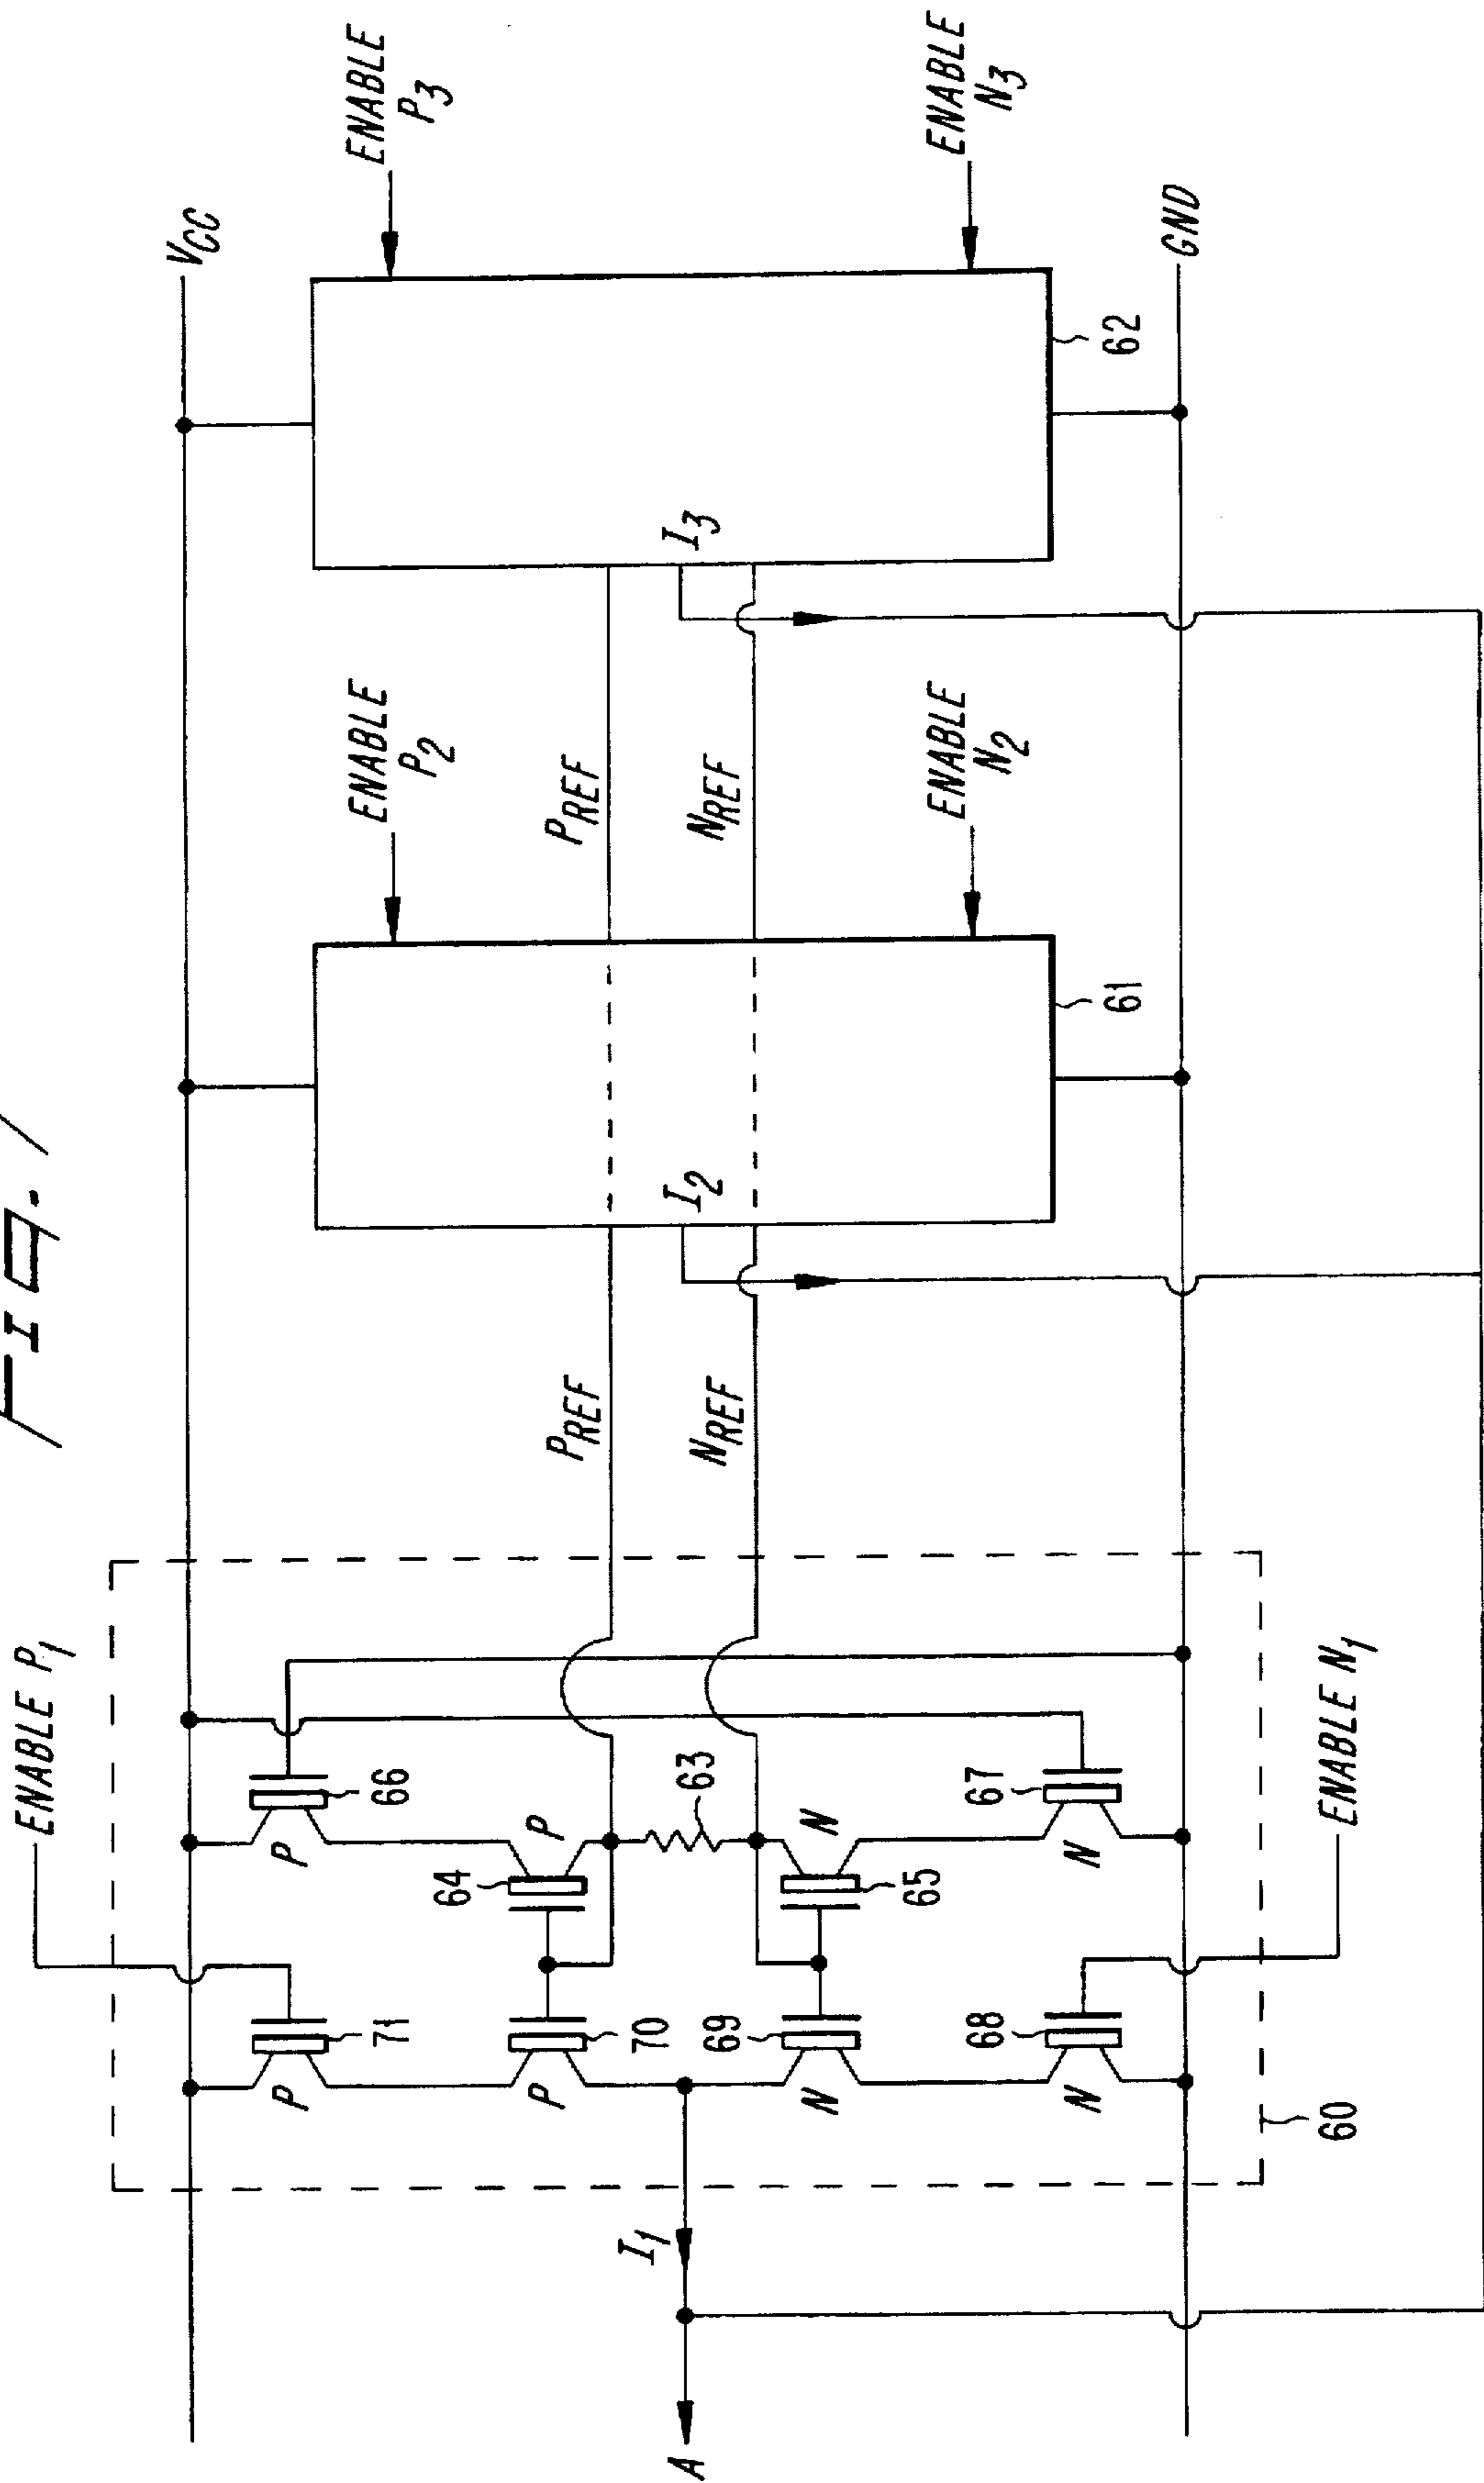 FIG. 1
ENABLE P1
ENABLE
P2
ENABLE
P3
VCC
66
P
71
P
64
P
70
P
63
PREF
PREF
I1
A
I2
I3
NREF
NREF
N
65
69
N
67
N
68
N
ENABLE
N2
ENABLE
N3
61
62
GND
ENABLE N1
60